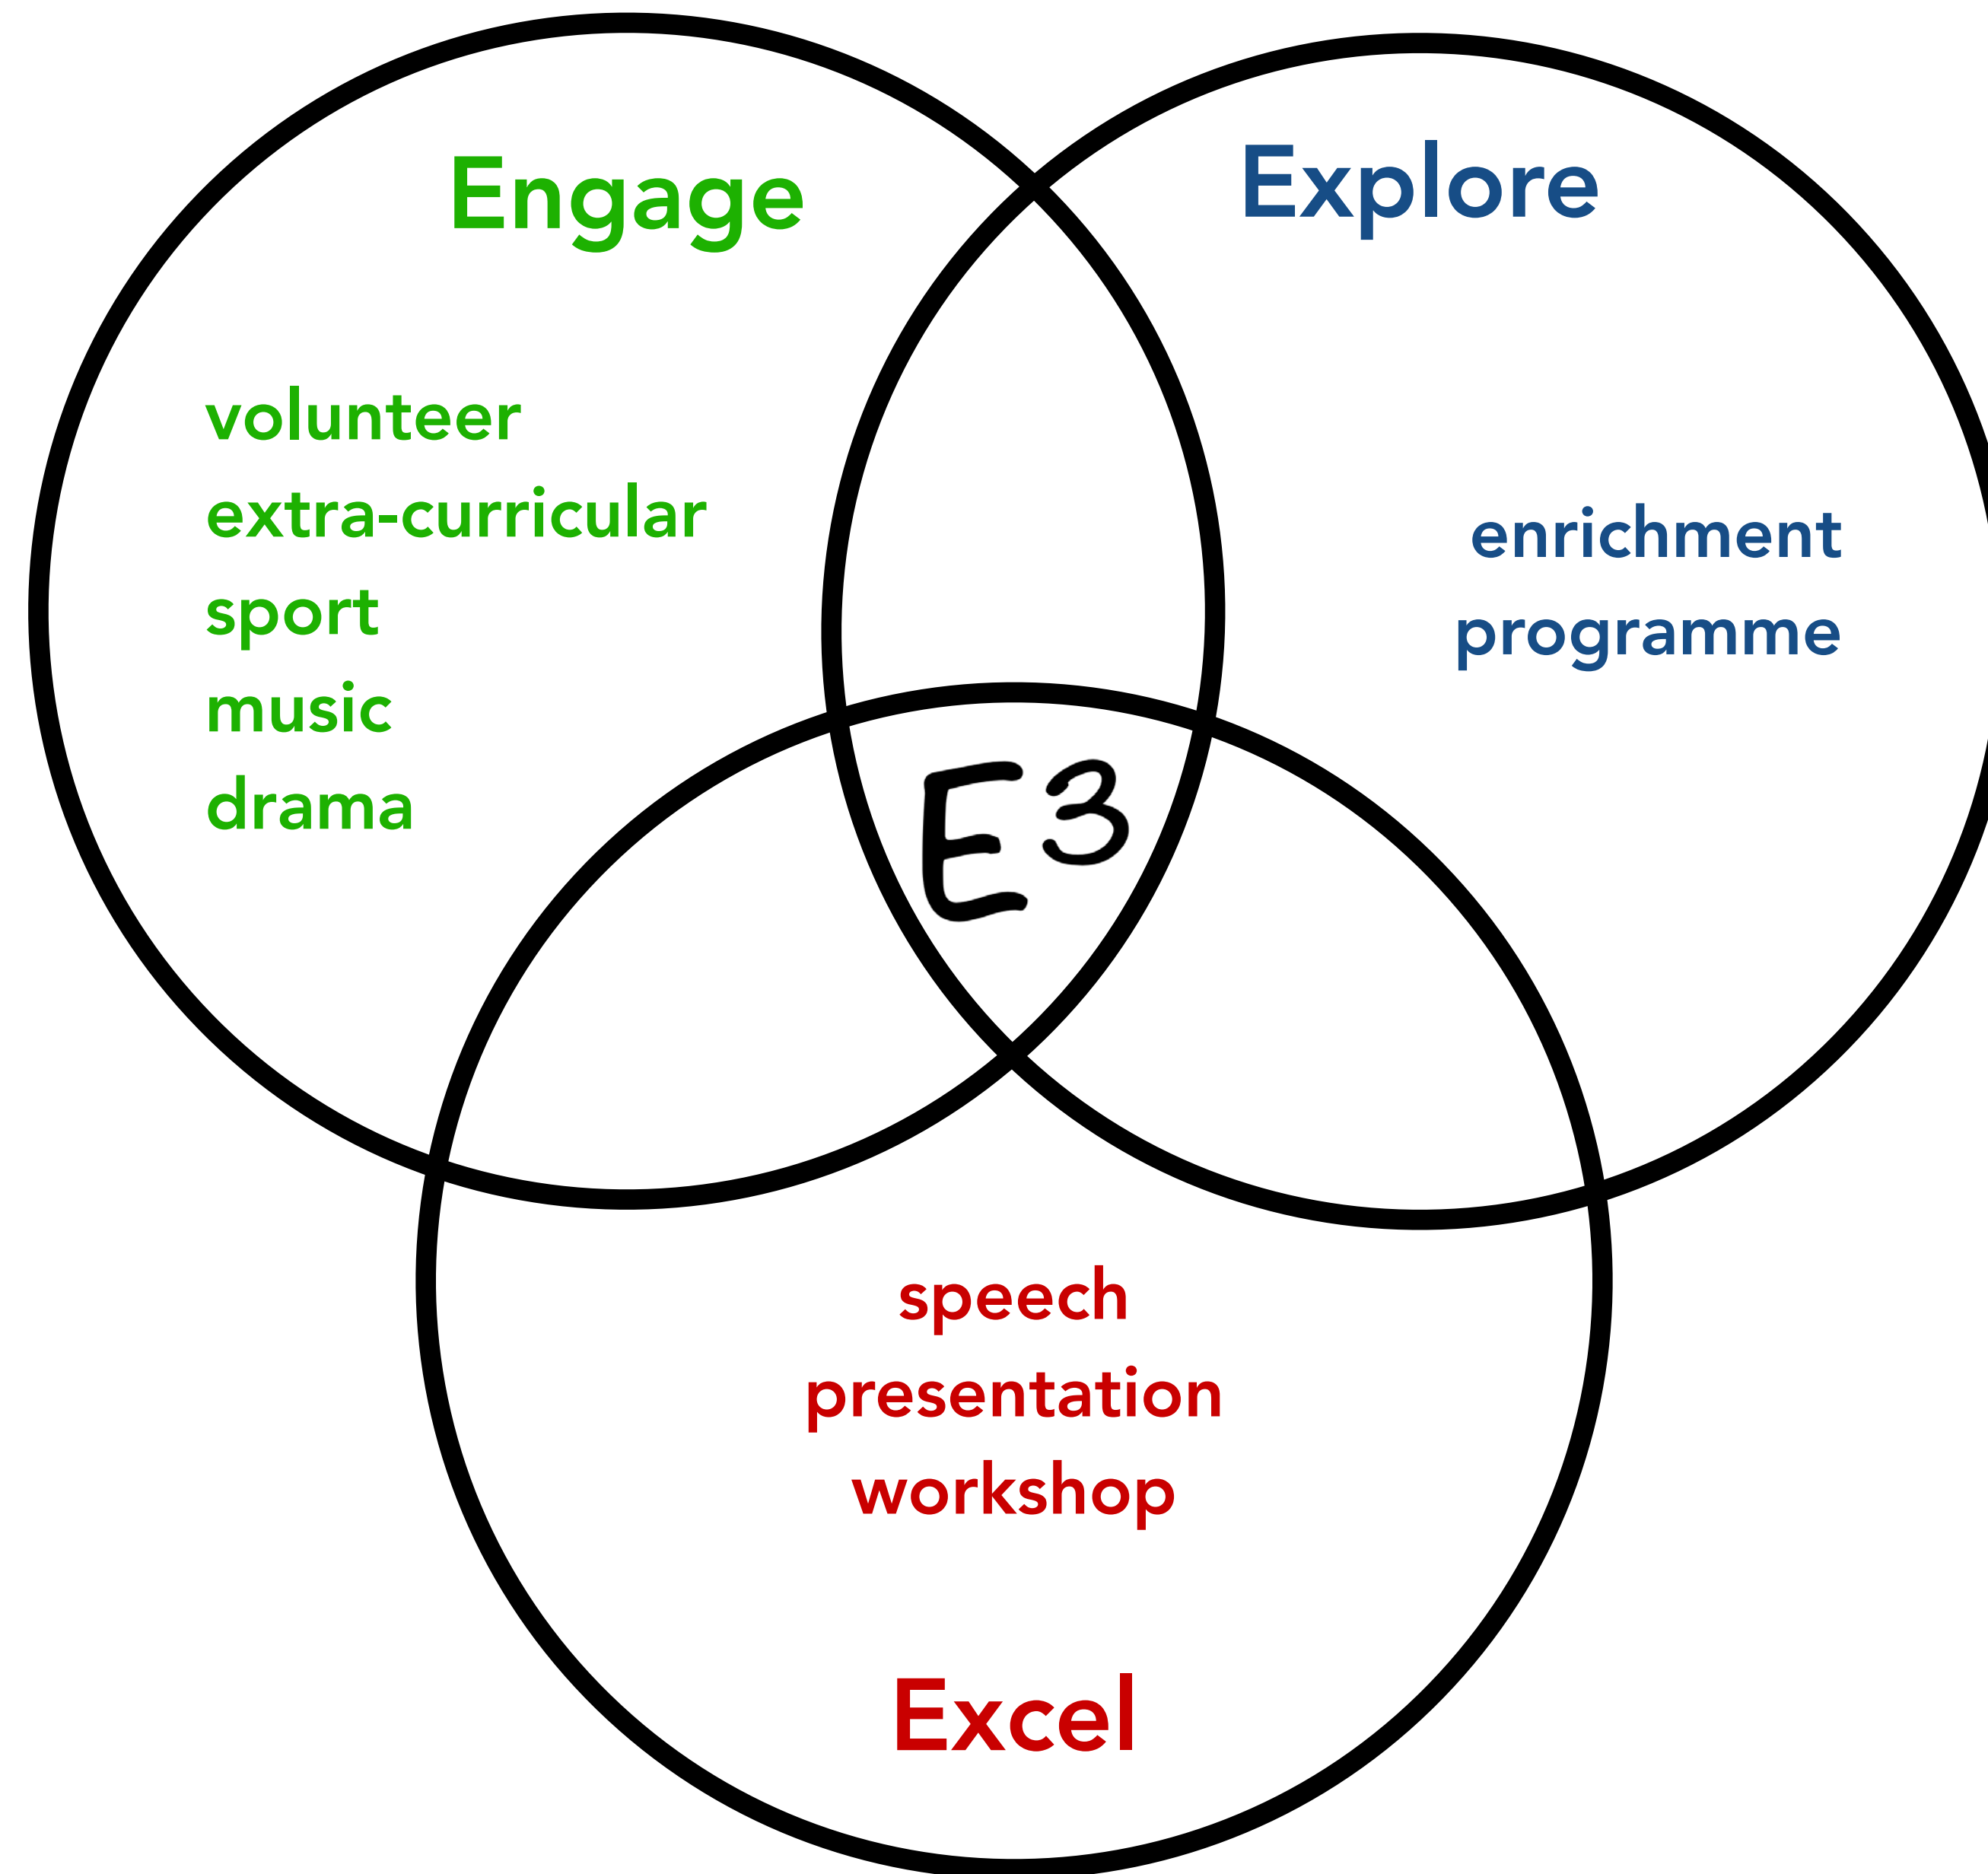 Engage
volunteer
extra-curricular
sport
music
drama
Explore
enrichment
programme
E³
speech
presentation
workshop
Excel